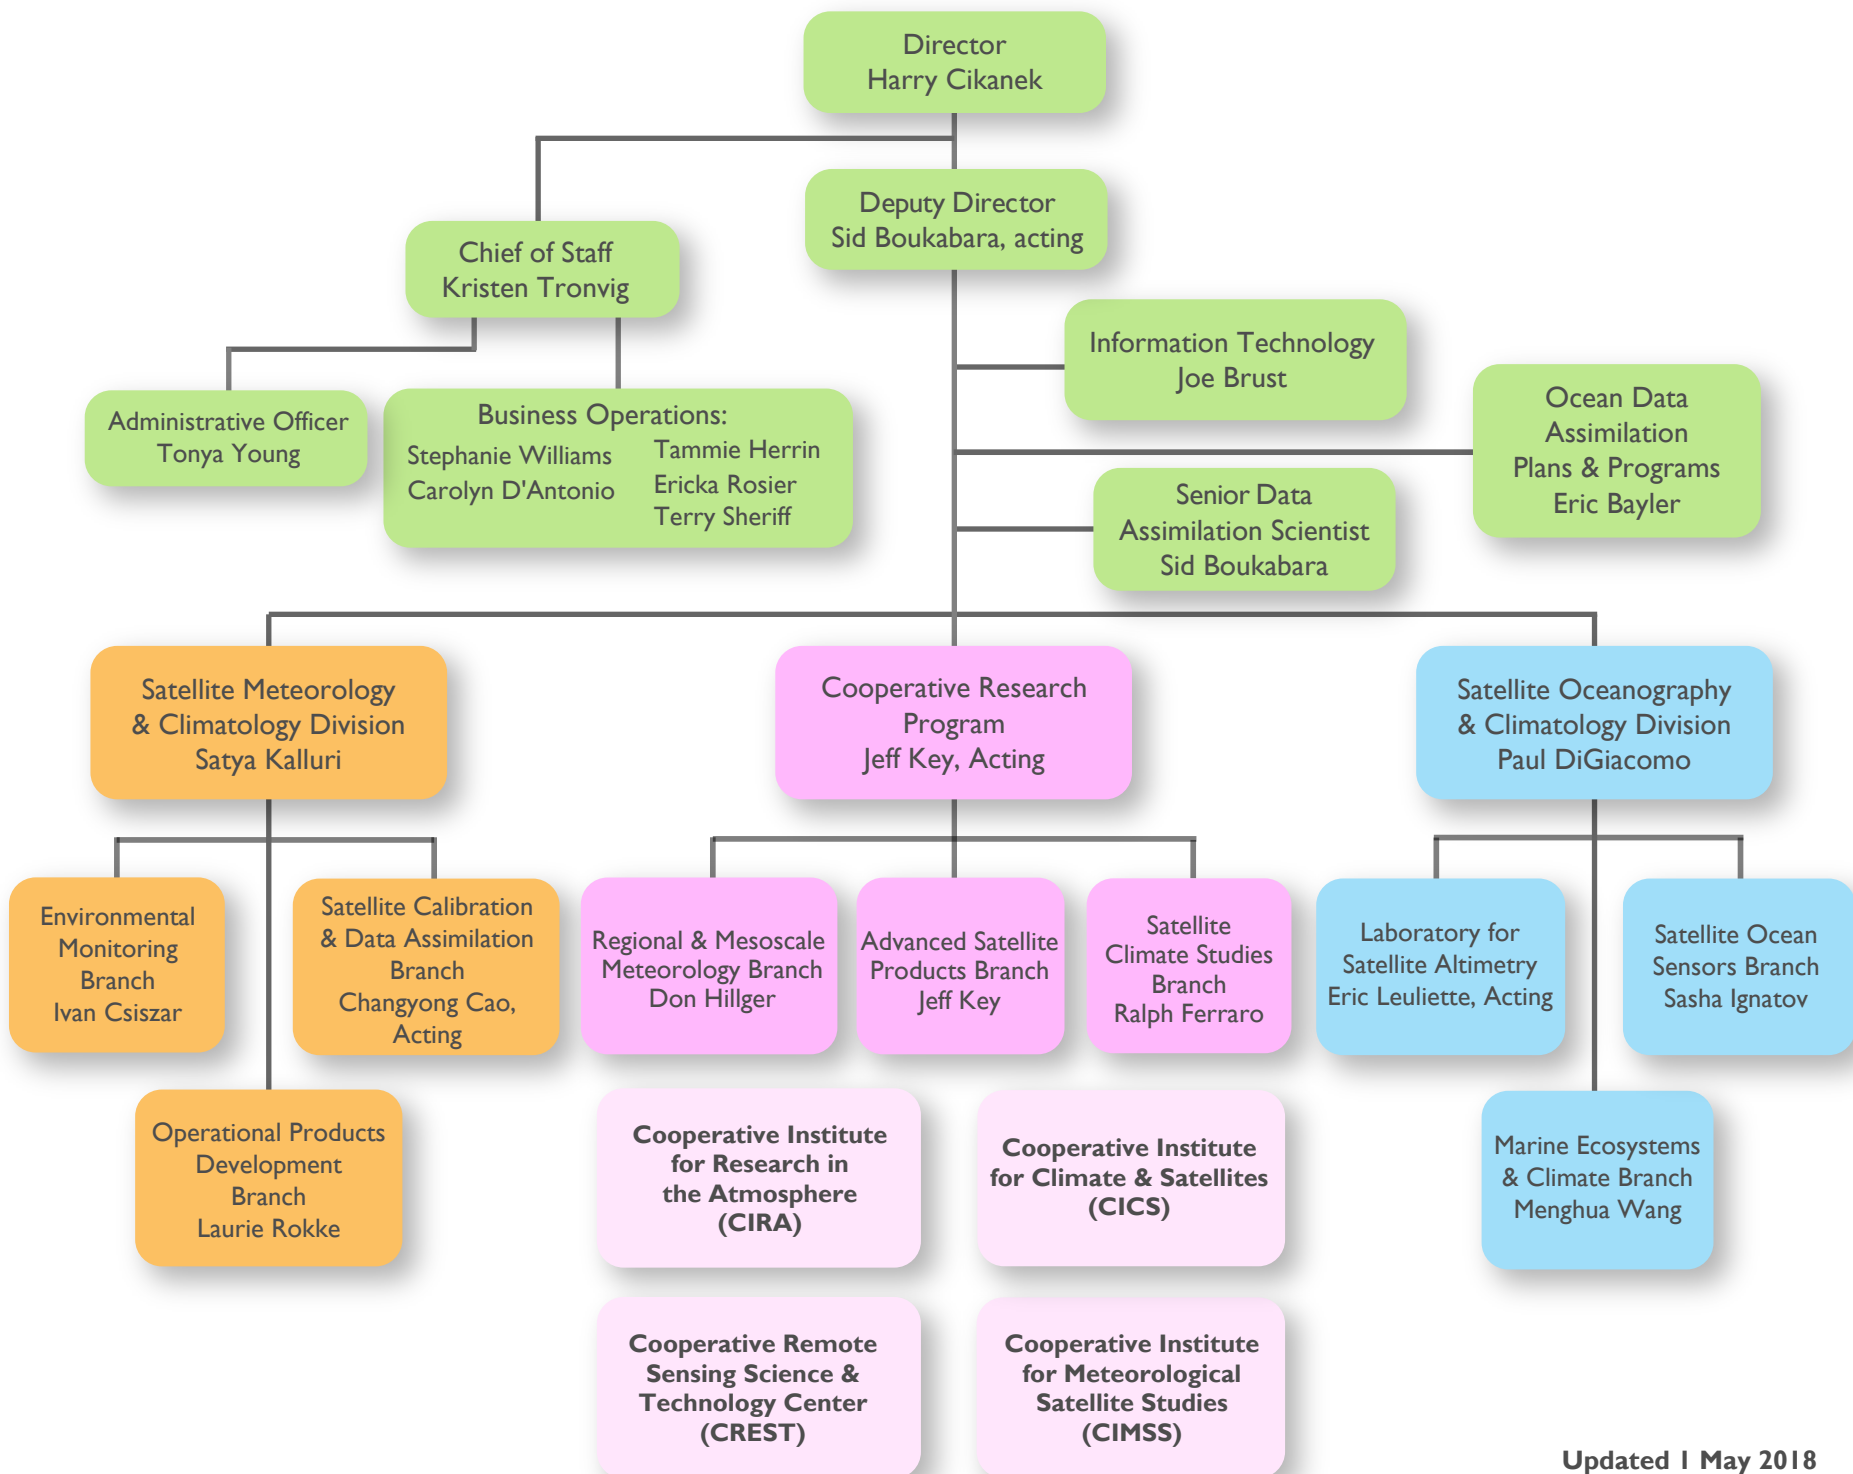 Director
Harry Cikanek
Deputy Director
Sid Boukabara, acting
Chief of Staff
Kristen Tronvig
Administrative Officer
Tonya Young
Business Operations:
Stephanie Williams
Carolyn D'Antonio
Tammie Herrin
Ericka Rosier
Terry Sheriff
Information Technology
Joe Brust
Ocean Data
Assimilation
Plans & Programs
Eric Bayler
Senior Data
Assimilation Scientist
Sid Boukabara
Satellite Meteorology
& Climatology Division
Satya Kalluri
Cooperative Research
Program
Jeff Key, Acting
Satellite Oceanography
& Climatology Division
Paul DiGiacomo
Environmental
Monitoring
Branch
Ivan Csiszar
Satellite Calibration
& Data Assimilation
Branch
Changyong Cao,
Acting
Operational Products
Development
Branch
Laurie Rokke
Regional & Mesoscale
Meteorology Branch
Don Hillger
Advanced Satellite
Products Branch
Jeff Key
Satellite
Climate Studies
Branch
Ralph Ferraro
Laboratory for
Satellite Altimetry
Eric Leuliette, Acting
Satellite Ocean
Sensors Branch
Sasha Ignatov
Marine Ecosystems
& Climate Branch
Menghua Wang
Cooperative Institute
for Research in
the Atmosphere
(CIRA)
Cooperative Institute
for Climate & Satellites
(CICS)
Cooperative Remote
Sensing Science &
Technology Center
(CREST)
Cooperative Institute
for Meteorological
Satellite Studies
(CIMSS)
Updated 1 May 2018